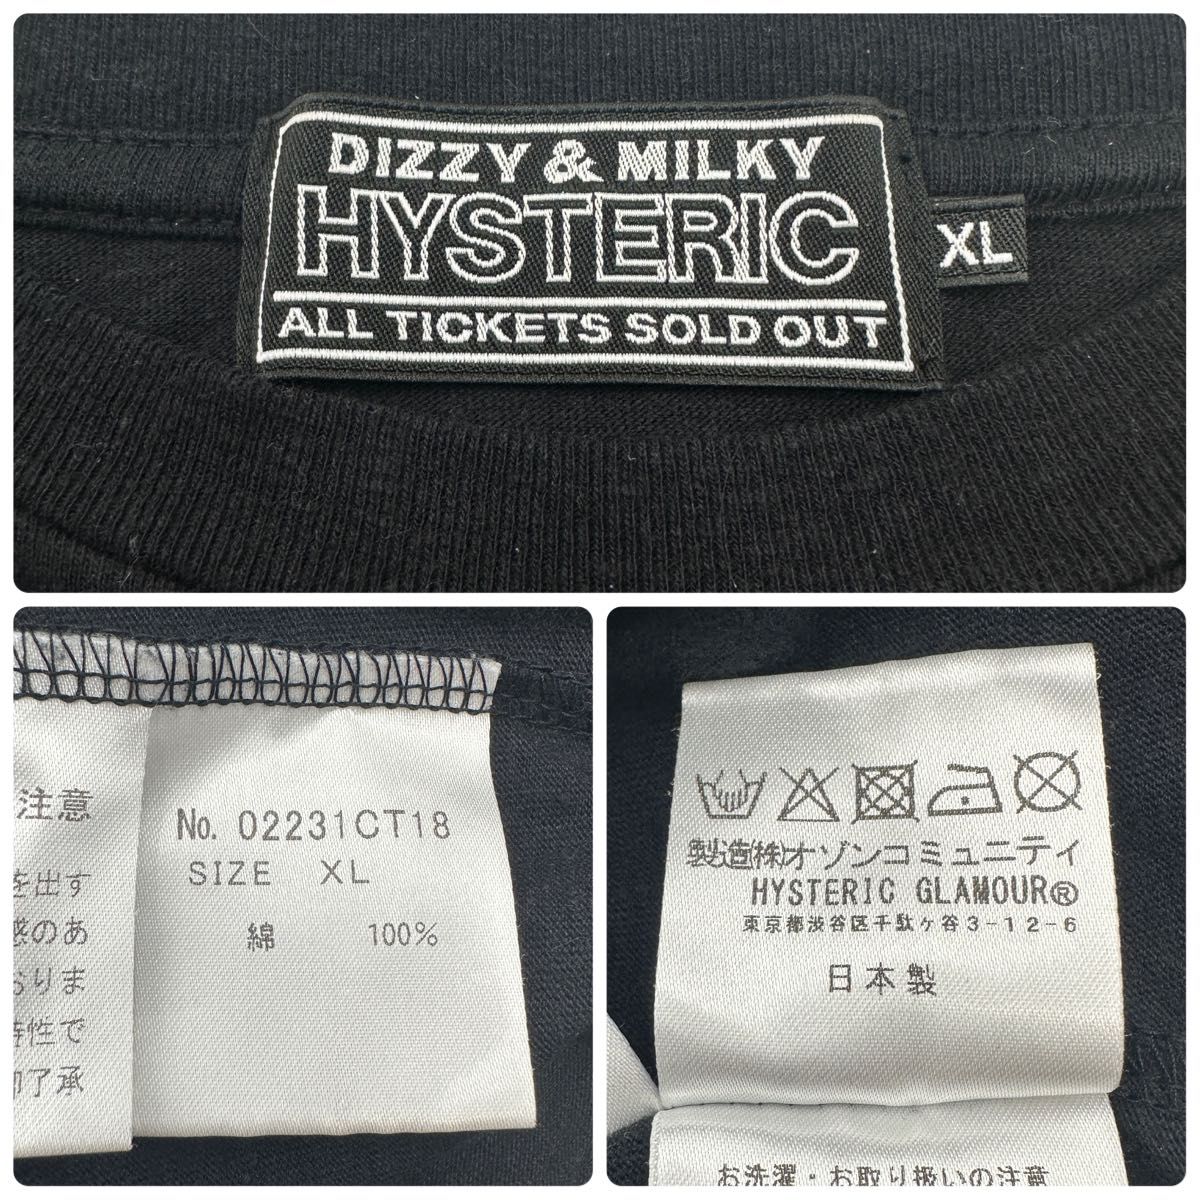 DIZZY & MILKY
HYSTERIC
ALL TICKETS SOLD OUT
XL
注意
を出す
感のあ
おりま
特性で
御了承
No. 02231CT18
SIZE XL
綿 100%
製造(株)オゾンコミュニティ
HYSTERIC GLAMOUR®
東京都渋谷区千駄ヶ谷3-12-6
日本製
お洗濯・お取り扱いの注意